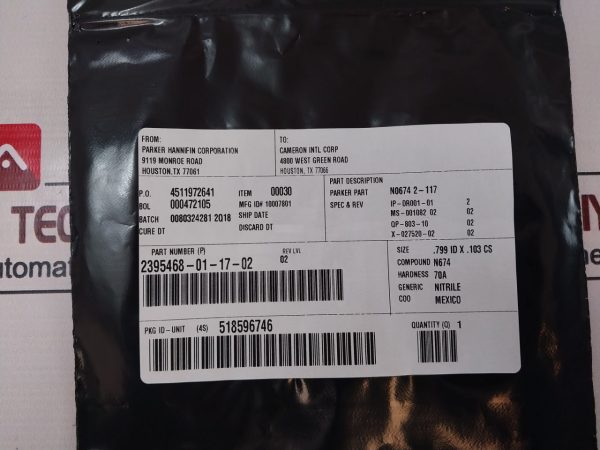 FROM:
PARKER HANNIFIN CORPORATION
9119 MONROE ROAD
HOUSTON,TX 77061
TO:
CAMERON INTL CORP
4800 WEST GREEN ROAD
HOUSTON, TX 77066
P.O. 4511972641 ITEM 00030
BOL 000472105 MFG ID# 10007801
BATCH 0080324281 2018 SHIP DATE
CURE DT DISCARD DT
PART DESCRIPTION
PARKER PART N0674 2-117
SPEC & REV IP-OR001-01 2
MS-001082 02 02
QP-803-10 02
X-027520-02 02
PART NUMBER (P) REV LVL
2395468-01-17-02 02
SIZE .799 ID X .103 CS
COMPOUND N674
HARDNESS 70A
GENERIC NITRILE
COO MEXICO
PKG ID-UNIT (4S) 518596746
QUANTITY (Q) 1
TEC
utomat